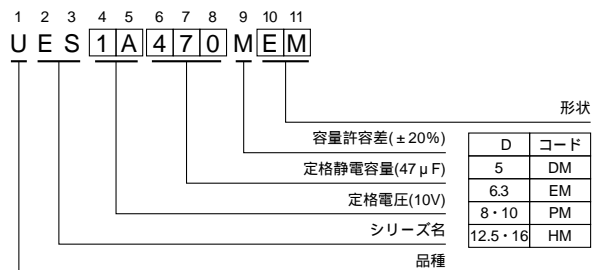 1 2 3 4 5 6 7 8 9 10 11
U E S 1 A 4 7 0 M E M
形状
容量許容差(±20%)
定格静電容量(47μF)
定格電圧(10V)
シリーズ名
品種
D コード
5 DM
6.3 EM
8・10 PM
12.5・16 HM